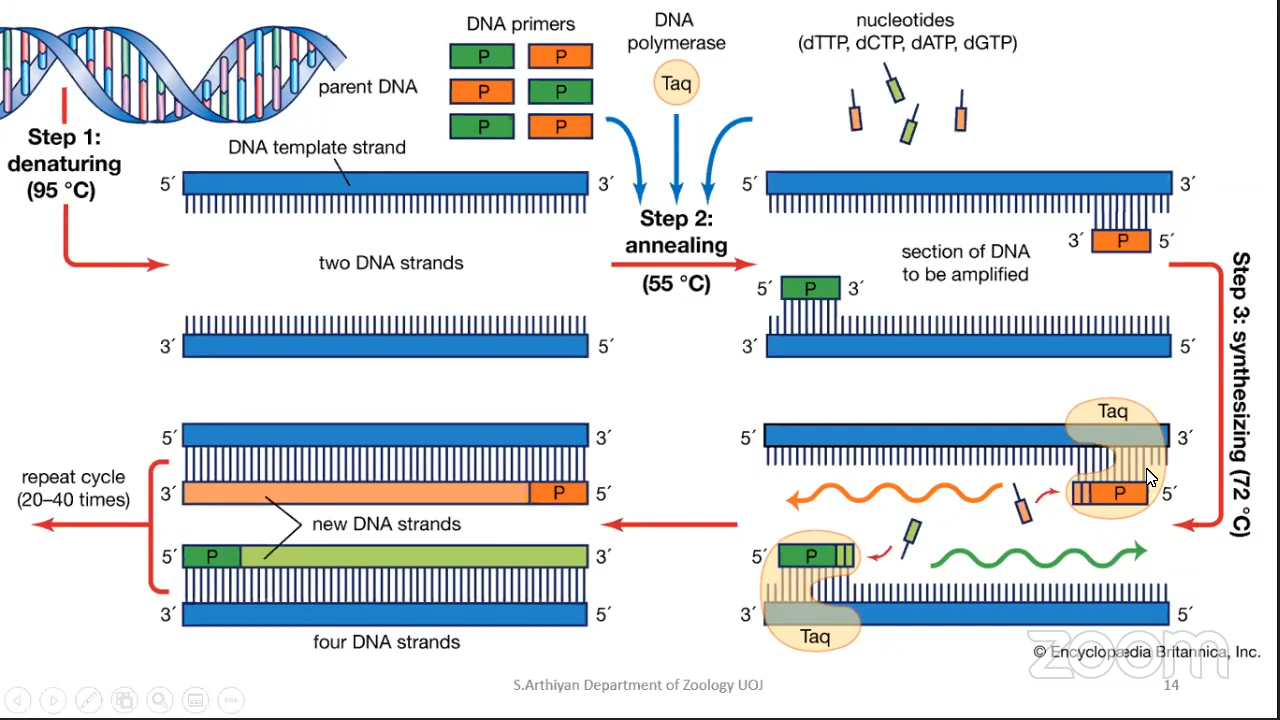 DNA primers
P P
P P
P P
DNA
polymerase
Taq
nucleotides
(dTTP, dCTP, dATP, dGTP)
parent DNA
Step 1:
denaturing
(95 °C)
DNA template strand
5´ 3´
two DNA strands
3´ 5´
Step 2:
annealing
(55 °C)
5´ 3´
3´ P 5´
section of DNA
to be amplified
5´ P 3´
3´ 5´
Step 3: synthesizing (72 °C)
Taq
5´ 3´
P 5´
5´ P
3´ 5´
Taq
5´ 3´
3´ P 5´
new DNA strands
5´ P 3´
3´ 5´
four DNA strands
repeat cycle
(20–40 times)
© Encyclopædia Britannica, Inc.
zoom
S.Arthiyan Department of Zoology UOJ
14